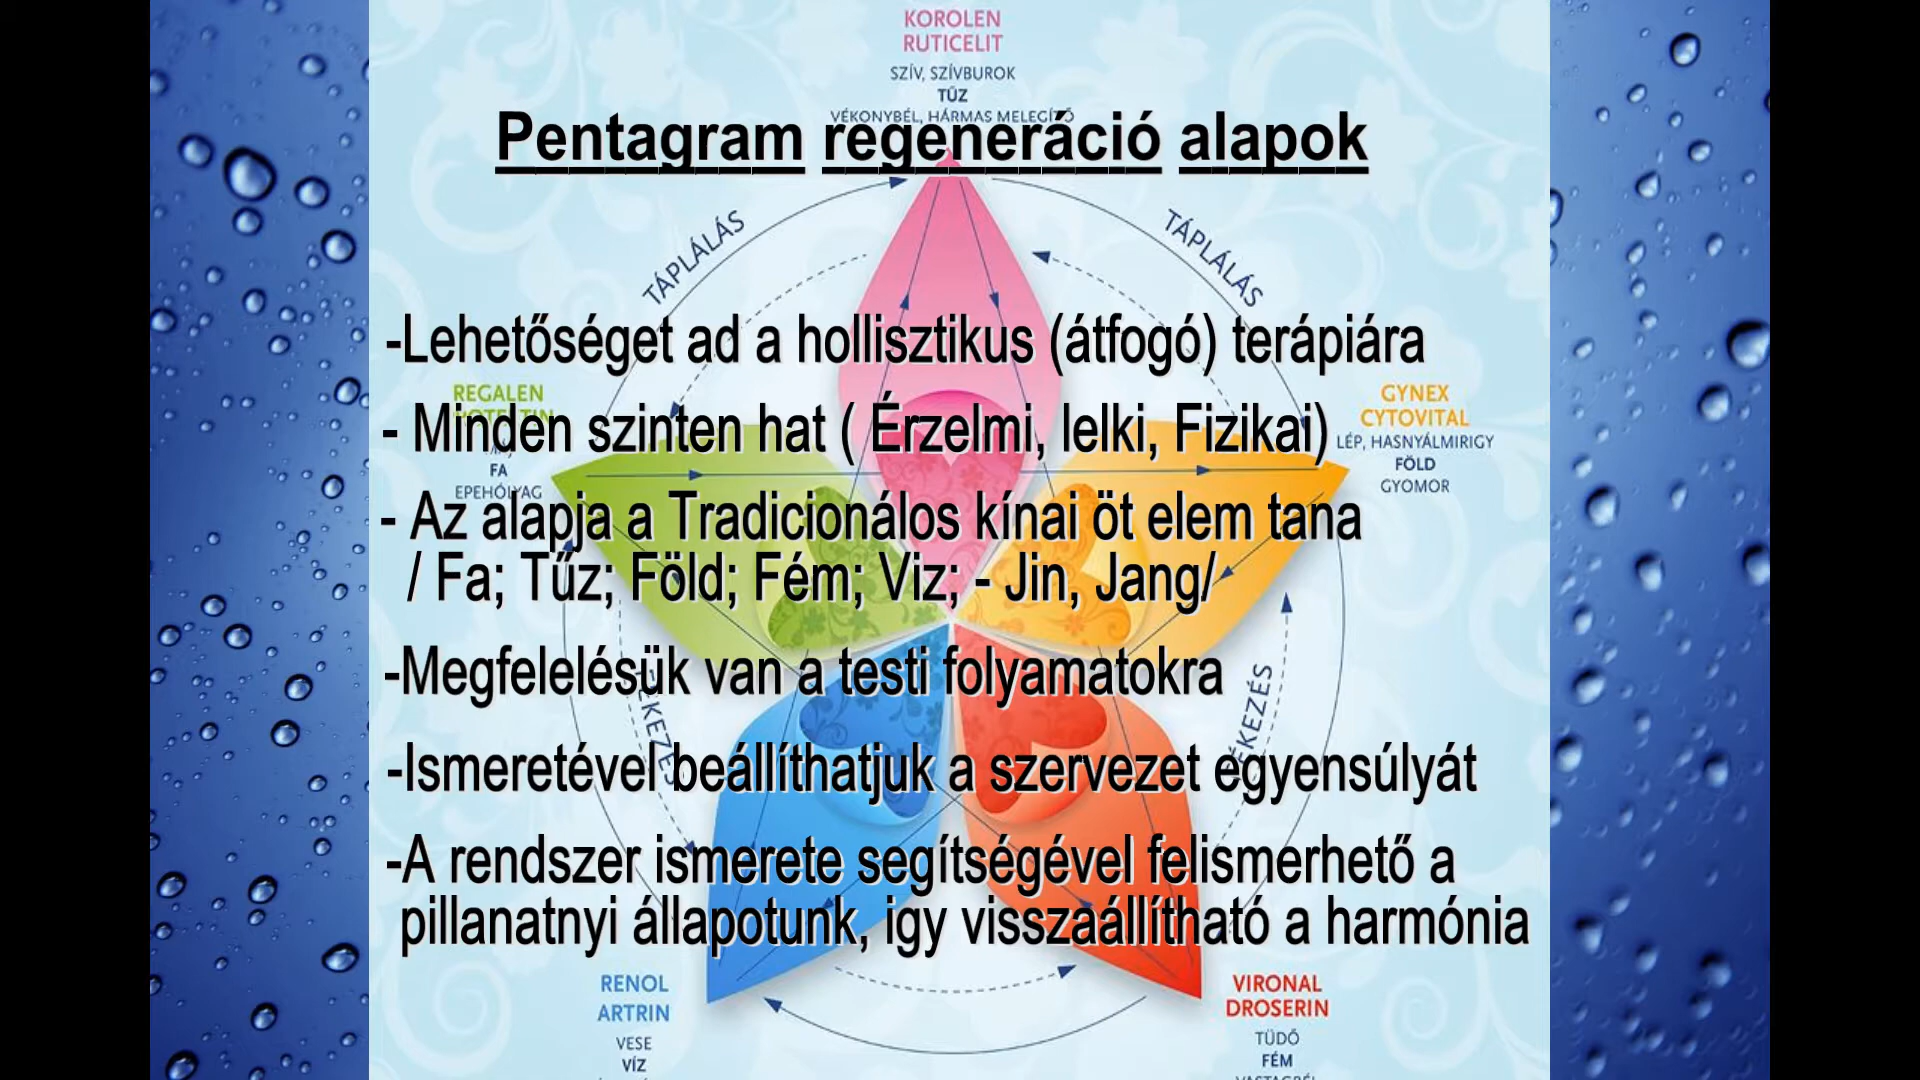 KOROLEN
RUTICELIT
SZÍV, SZÍVBUROK
TŰZ
VÉKONYBÉL, HÁRMAS MELEGÍTŐ
Pentagram regeneráció alapok
TÁPLÁLÁS
TÁPLÁLÁS
-Lehetőséget ad a hollisztikus (átfogó) terápiára
REGALEN
GYNEX
CYTOVITAL
- Minden szinten hat ( Érzelmi, lelki, Fizikai)
LÉP, HASNYÁLMIRIGY
FA
FÖLD
EPEHÓLYAG
GYOMOR
- Az alapja a Tradicionálos kínai öt elem tana
/ Fa; Tűz; Föld; Fém; Viz; - Jin, Jang/
-Megfelelésük van a testi folyamatokra
-Ismeretével beállíthatjuk a szervezet egyensúlyát
-A rendszer ismerete segítségével felismerhető a
pillanatnyi állapotunk, igy visszaállítható a harmónia
RENOL
ARTRIN
VESE
VÍZ
VIRONAL
DROSERIN
TÜDŐ
FÉM